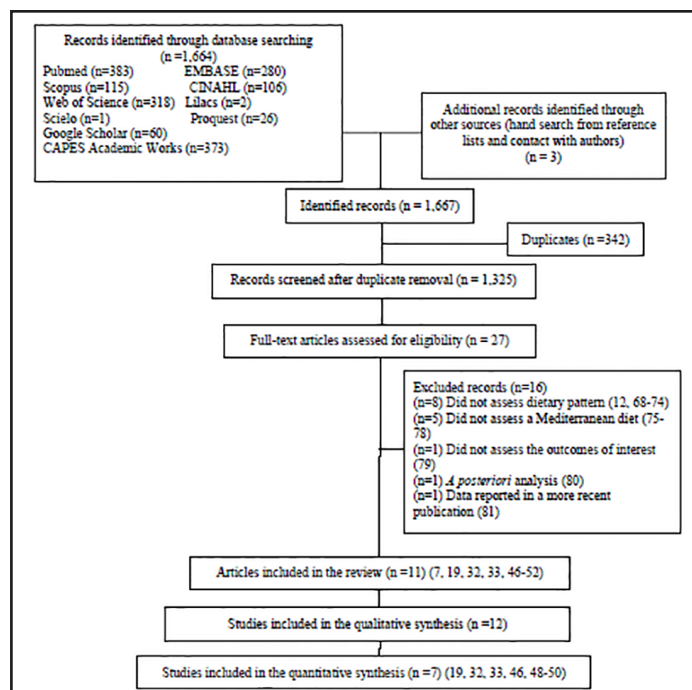 Records identified through database searching
(n =1,664)
Pubmed (n=383) EMBASE (n=280)
Scopus (n=115) CINAHL (n=106)
Web of Science (n=318) Lilacs (n=2)
Scielo (n=1) Proquest (n=26)
Google Scholar (n=60)
CAPES Academic Works (n=373)
Additional records identified through
other sources (hand search from reference
lists and contact with authors)
(n = 3)
Identified records (n = 1,667)
Duplicates (n =342)
Records screened after duplicate removal (n = 1,325)
Full-text articles assessed for eligibility (n = 27)
Excluded records (n=16)
(n=8) Did not assess dietary pattern (12, 68-74)
(n=5) Did not assess a Mediterranean diet (75-
78)
(n=1) Did not assess the outcomes of interest
(79)
(n=1) A posteriori analysis (80)
(n=1) Data reported in a more recent
publication (81)
Articles included in the review (n =11) (7, 19, 32, 33, 46-52)
Studies included in the qualitative synthesis (n =12)
Studies included in the quantitative synthesis (n =7) (19, 32, 33, 46, 48-50)